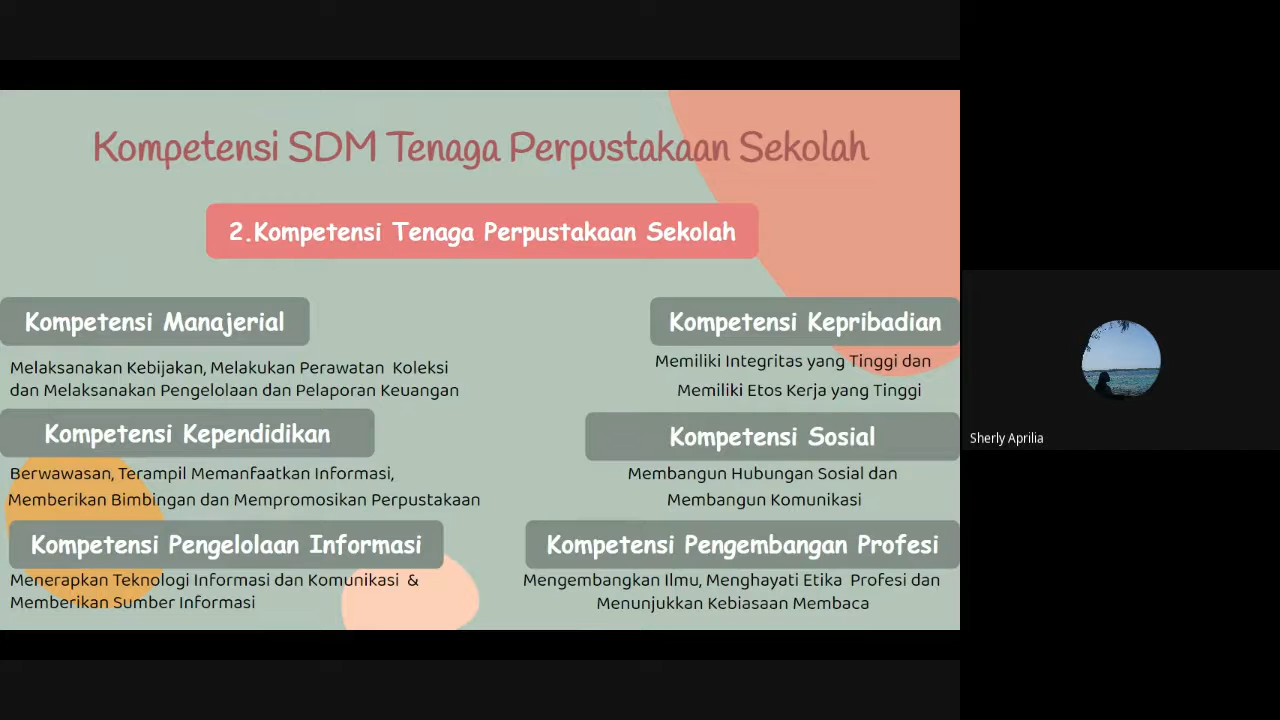 Kompetensi SDM Tenaga Perpustakaan Sekolah
2.Kompetensi Tenaga Perpustakaan Sekolah
Kompetensi Manajerial
Melaksanakan Kebijakan, Melakukan Perawatan Koleksi
dan Melaksanakan Pengelolaan dan Pelaporan Keuangan
Kompetensi Kependidikan
Berwawasan, Terampil Memanfaatkan Informasi,
Memberikan Bimbingan dan Mempromosikan Perpustakaan
Kompetensi Pengelolaan Informasi
Menerapkan Teknologi Informasi dan Komunikasi &
Memberikan Sumber Informasi
Kompetensi Kepribadian
Memiliki Integritas yang Tinggi dan
Memiliki Etos Kerja yang Tinggi
Kompetensi Sosial
Membangun Hubungan Sosial dan
Membangun Komunikasi
Kompetensi Pengembangan Profesi
Mengembangkan Ilmu, Menghayati Etika Profesi dan
Menunjukkan Kebiasaan Membaca
Sherly Aprilia